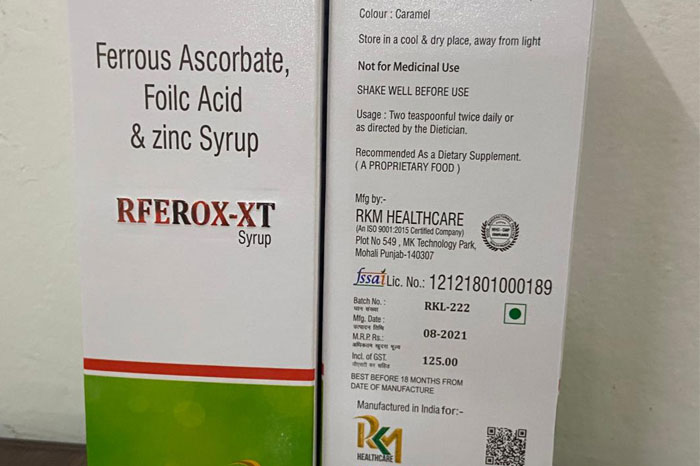 Ferrous Ascorbate,
Foilc Acid
& zinc Syrup
RFEROX-XT
Syrup
Colour : Caramel
Store in a cool & dry place, away from light
Not for Medicinal Use
SHAKE WELL BEFORE USE
Usage : Two teaspoonful twice daily or
as directed by the Dietician.
Recommended As a Dietary Supplement.
( A PROPRIETARY FOOD )
Mfg by:-
RKM HEALTHCARE
(An ISO 9001:2015 Certified Company)
Plot No 549 , MK Technology Park,
Mohali Punjab-140307
fssai Lic. No.: 12121801000189
Batch No. : RKL-222
Mfg. Date : 08-2021
उत्पादन तिथि
M.R.P. Rs.:
अधिकतम खुदरा मूल्य
Incl. of GST. 125.00
BEST BEFORE 18 MONTHS FROM
DATE OF MANUFACTURE
Manufactured in India for:-
RKM
HEALTHCARE